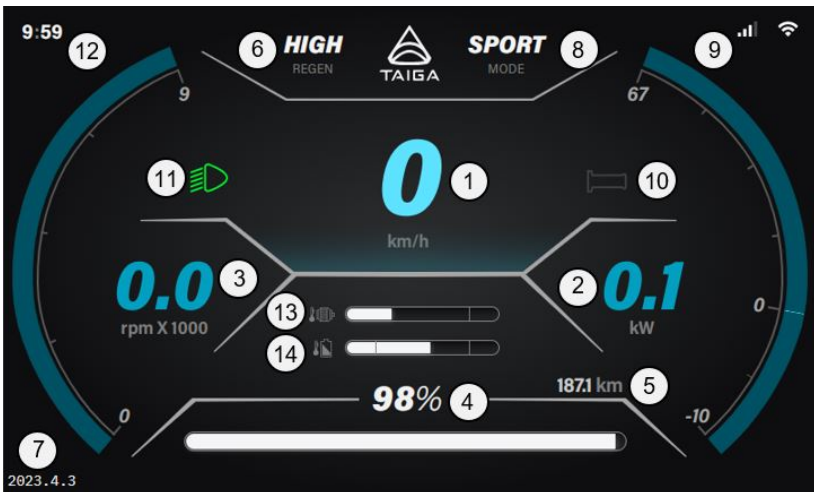 9:59
12
6
HIGH
REGEN
TAIGA
SPORT
MODE
8
9
9
67
11
0
1
km/h
10
0.0
3
rpm X 1000
2
0.1
kW
0
13
14
98%
4
187.1 km
5
0
-10
7
2023.4.3